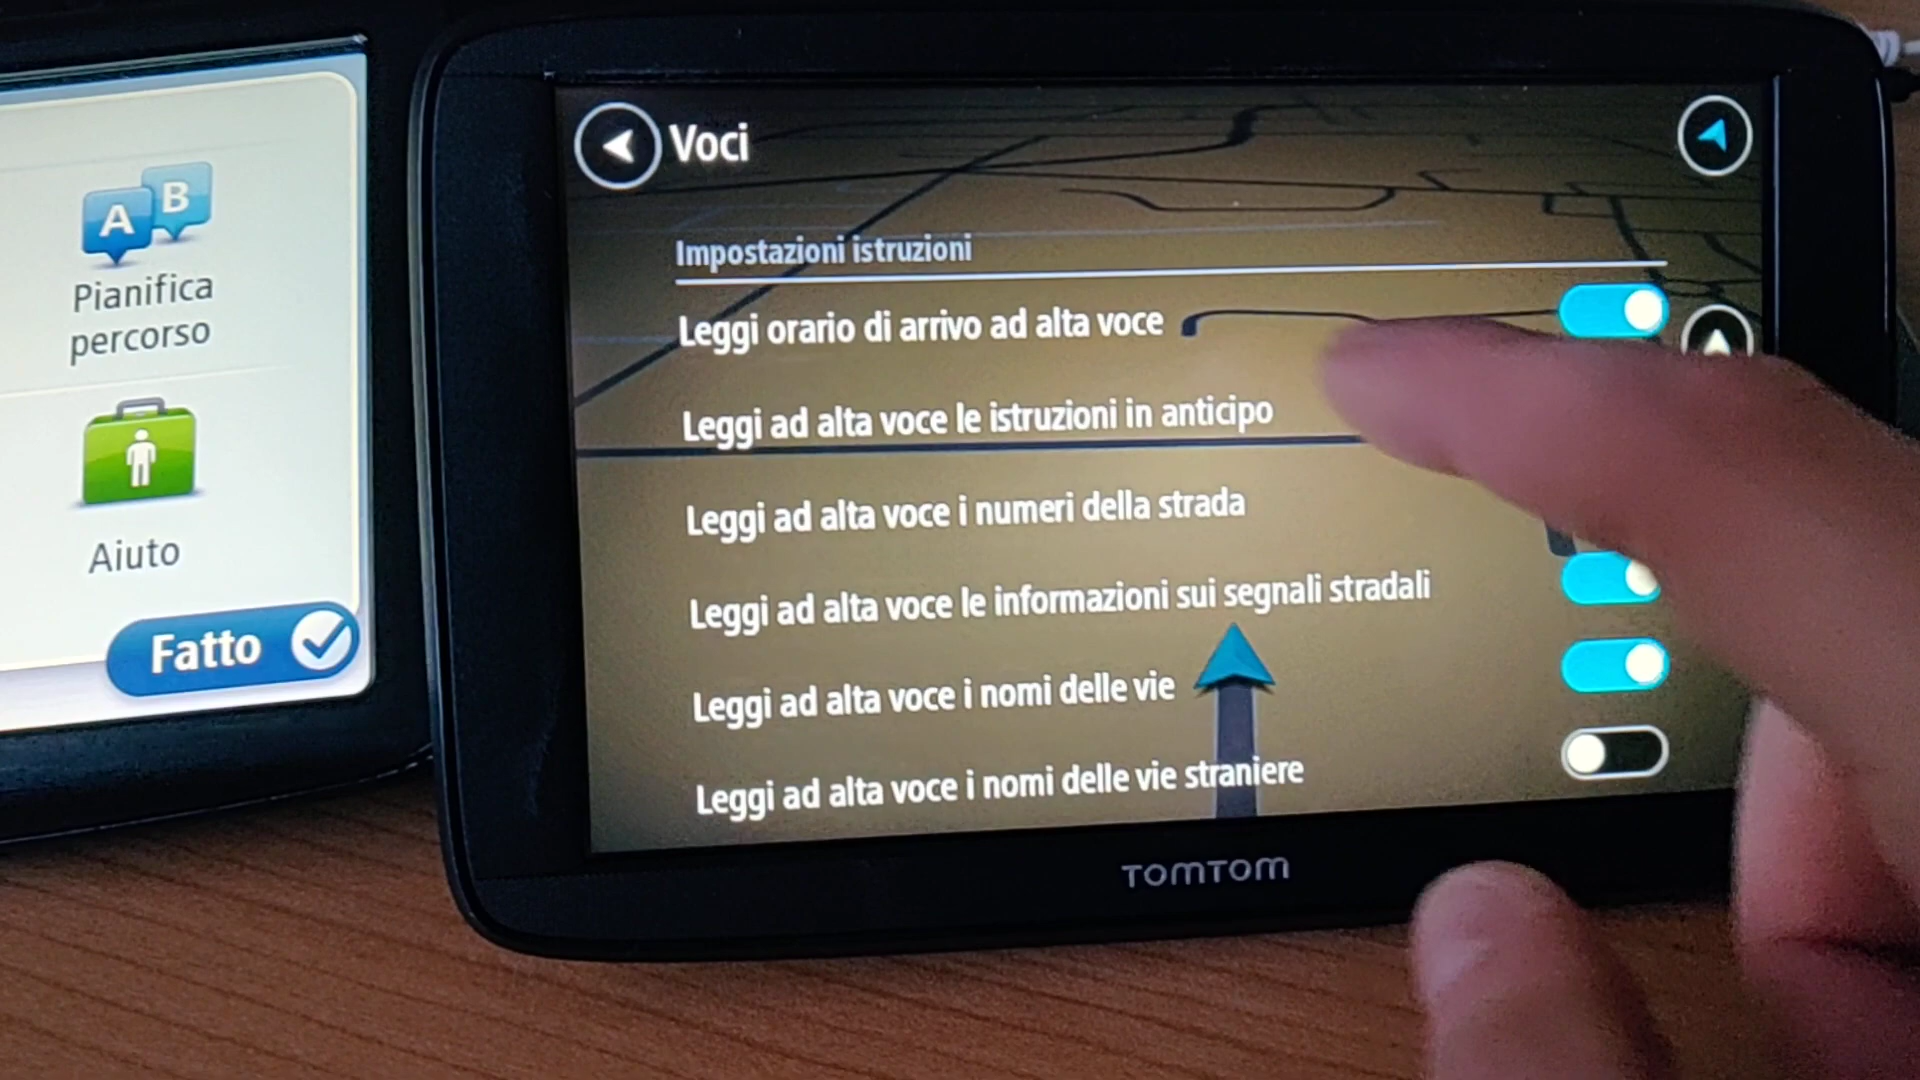 A B
Pianifica
percorso
Aiuto
Fatto
Voci
Impostazioni istruzioni
Leggi orario di arrivo ad alta voce
Leggi ad alta voce le istruzioni in anticipo
Leggi ad alta voce i numeri della strada
Leggi ad alta voce le informazioni sui segnali stradali
Leggi ad alta voce i nomi delle vie
Leggi ad alta voce i nomi delle vie straniere
TOMTOM